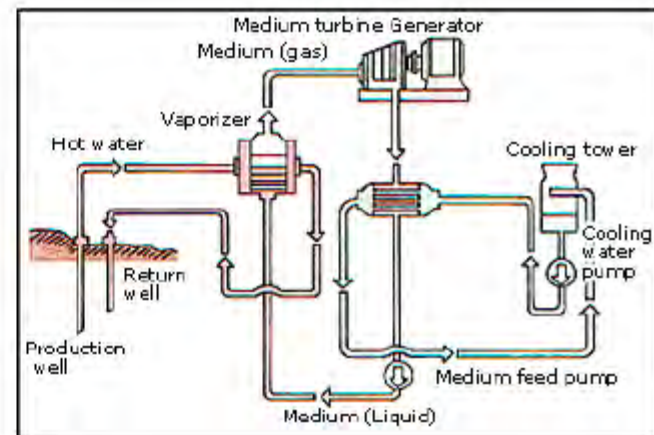 Medium turbine Generator
Medium (gas)
Vaporizer
Hot water
Cooling tower
Cooling
water
pump
Return
well
Production
well
Medium feed pump
Medium (Liquid)